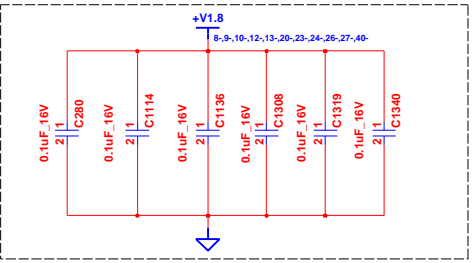 +V1.8
8-,9-,10-,12-,13-,20-,23-,24-,26-,27-,40-
0.1uF_16V
2 1
C280
0.1uF_16V
2 1
C1114
0.1uF_16V
2 1
C1136
0.1uF_16V
2 1
C1308
0.1uF_16V
2 1
C1319
0.1uF_16V
2 1
C1340